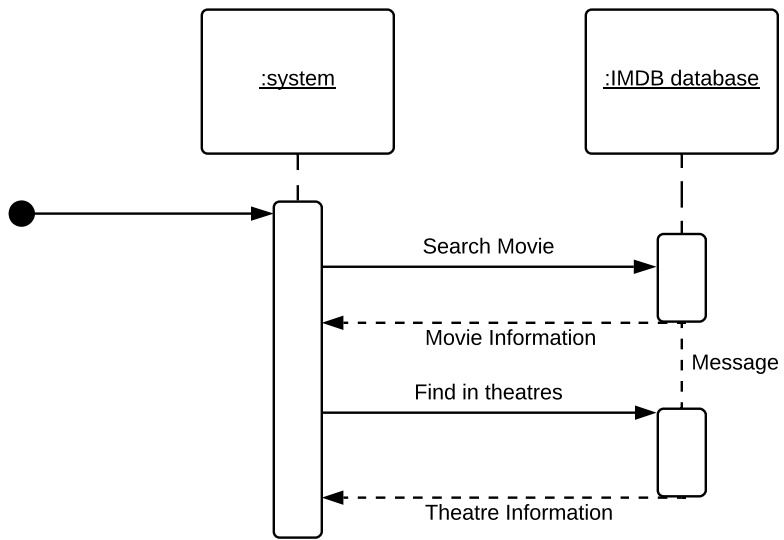 :system
:IMDB database
Search Movie
Movie Information
Message
Find in theatres
Theatre Information